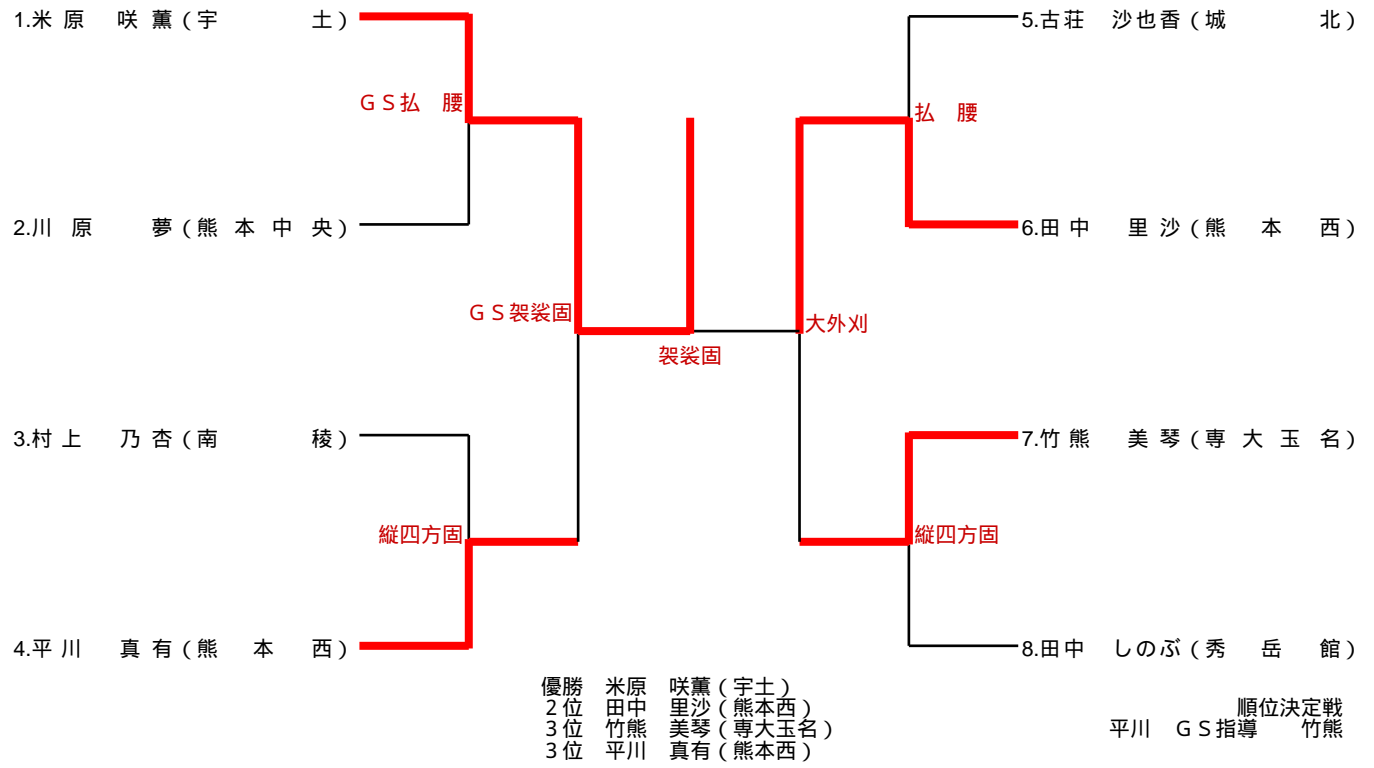 1.米原 咲薫(宇 土)
5.古荘 沙也香(城 北)
GS払 腰
払 腰
2.川原 夢(熊本中央)
6.田中 里沙(熊 本 西)
GS袈裟固
大外刈
袈裟固
3.村上 乃杏(南 稜)
7.竹熊 美琴(専大玉名)
縦四方固
縦四方固
4.平川 真有(熊 本 西)
8.田中 しのぶ(秀 岳 館)
優勝 米原 咲薫(宇土)
2位 田中 里沙(熊本西)
3位 竹熊 美琴(専大玉名)
3位 平川 真有(熊本西)
順位決定戦
平川 GS指導 竹熊